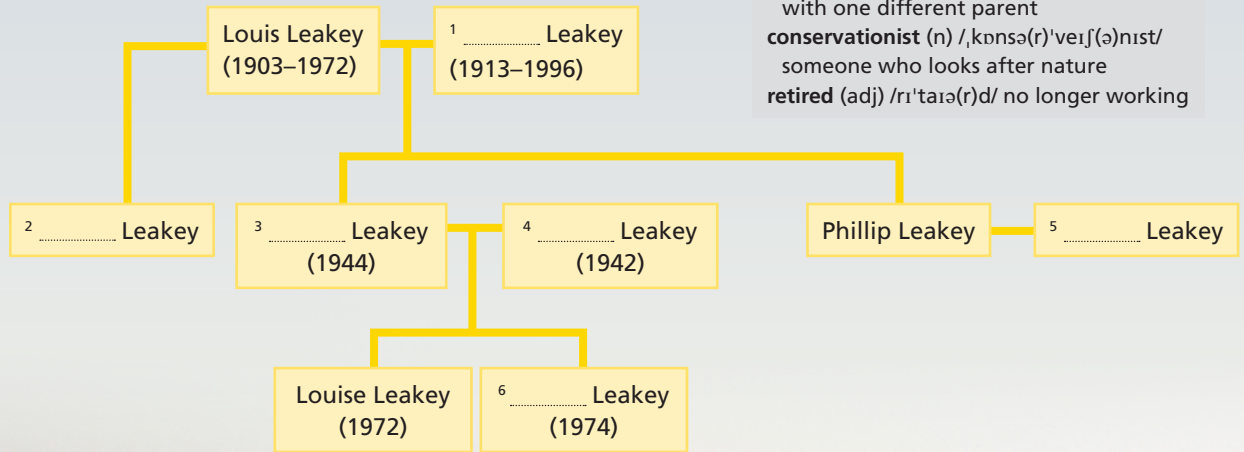 with one different parent
conservationist (n) /ˌkɒnsə(r)ˈveɪʃ(ə)nɪst/
someone who looks after nature
retired (adj) /rɪˈtaɪə(r)d/ no longer working
Louis Leakey
(1903–1972)
1 ............ Leakey
(1913–1996)
2 ............ Leakey
3 ............ Leakey
(1944)
4 ............ Leakey
(1942)
Phillip Leakey
5 ............ Leakey
Louise Leakey
(1972)
6 ............ Leakey
(1974)